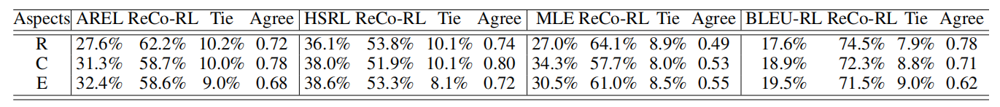 Aspects AREL ReCo-RL Tie Agree HSRL ReCo-RL Tie Agree MLE ReCo-RL Tie Agree BLEU-RL ReCo-RL Tie Agree
R 27.6% 62.2% 10.2% 0.72 36.1% 53.8% 10.1% 0.74 27.0% 64.1% 8.9% 0.49 17.6% 74.5% 7.9% 0.78
C 31.3% 58.7% 10.0% 0.78 38.0% 51.9% 10.1% 0.80 34.3% 57.7% 8.0% 0.53 18.9% 72.3% 8.8% 0.71
E 32.4% 58.6% 9.0% 0.68 38.6% 53.3% 8.1% 0.72 30.5% 61.0% 8.5% 0.55 19.5% 71.5% 9.0% 0.62